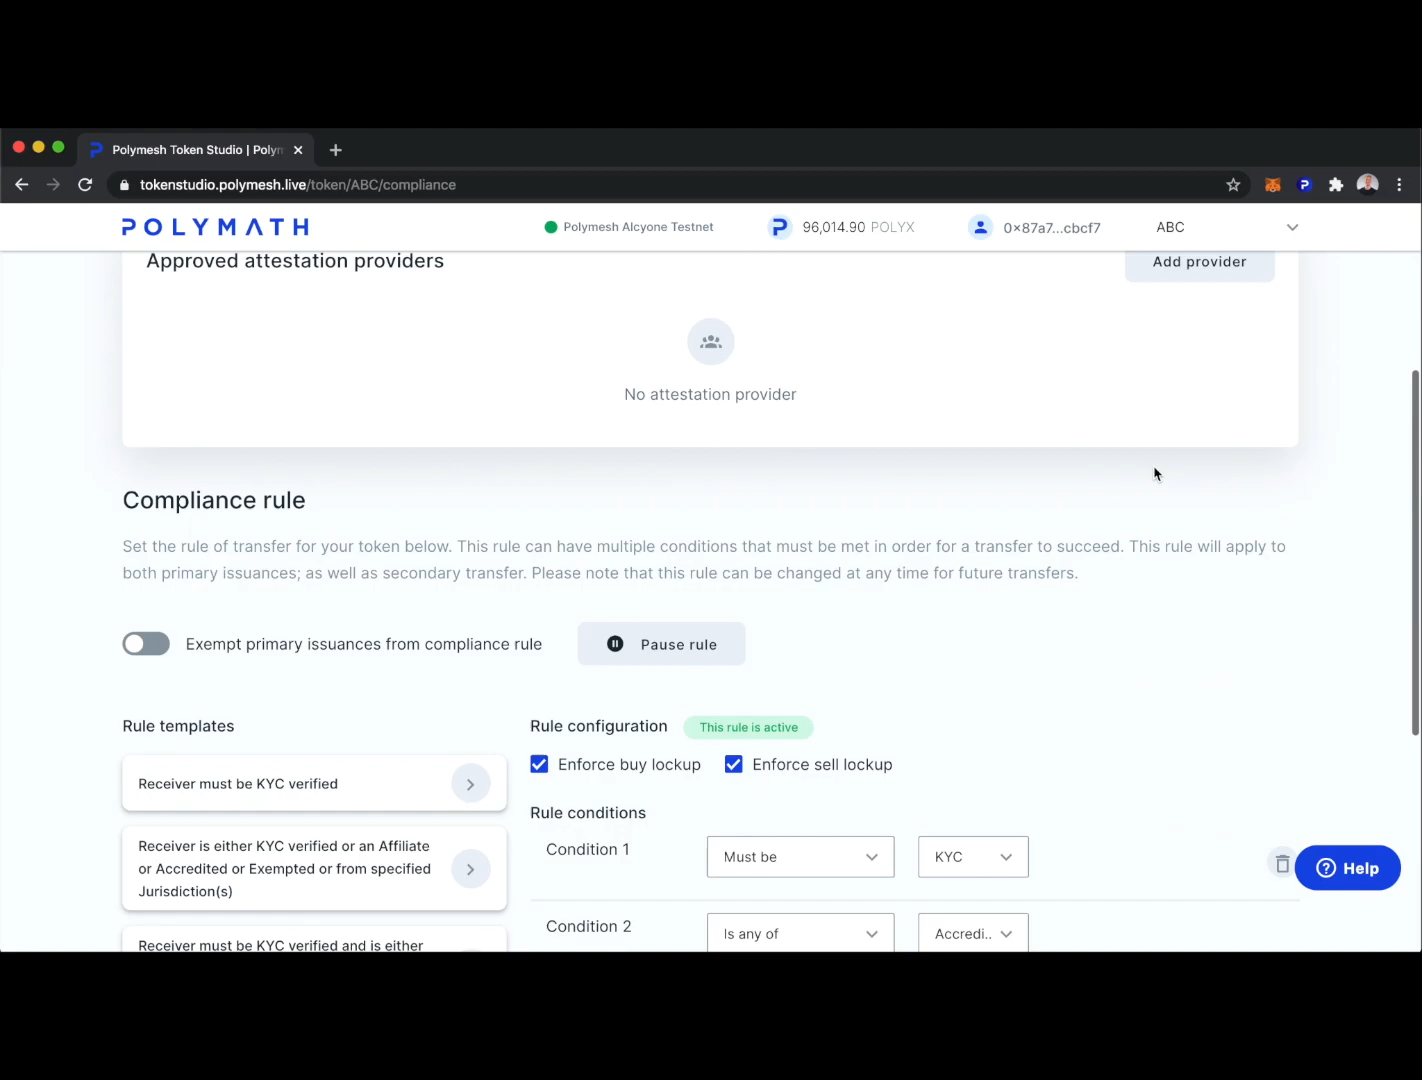 Polymesh Token Studio | Polym
tokenstudio.polymesh.live/token/ABC/compliance
POLYMATH
Polymesh Alcyone Testnet
96,014.90 POLYX
0×87a7...cbcf7
ABC
Approved attestation providers
Add provider
No attestation provider
Compliance rule
Set the rule of transfer for your token below. This rule can have multiple conditions that must be met in order for a transfer to succeed. This rule will apply to
both primary issuances; as well as secondary transfer. Please note that this rule can be changed at any time for future transfers.
Exempt primary issuances from compliance rule
Pause rule
Rule templates
Receiver must be KYC verified
Receiver is either KYC verified or an Affiliate
or Accredited or Exempted or from specified
Jurisdiction(s)
Receiver must be KYC verified and is either
Rule configuration
This rule is active
Enforce buy lockup
Enforce sell lockup
Rule conditions
Condition 1
Must be
KYC
Condition 2
Is any of
Accredi..
Help